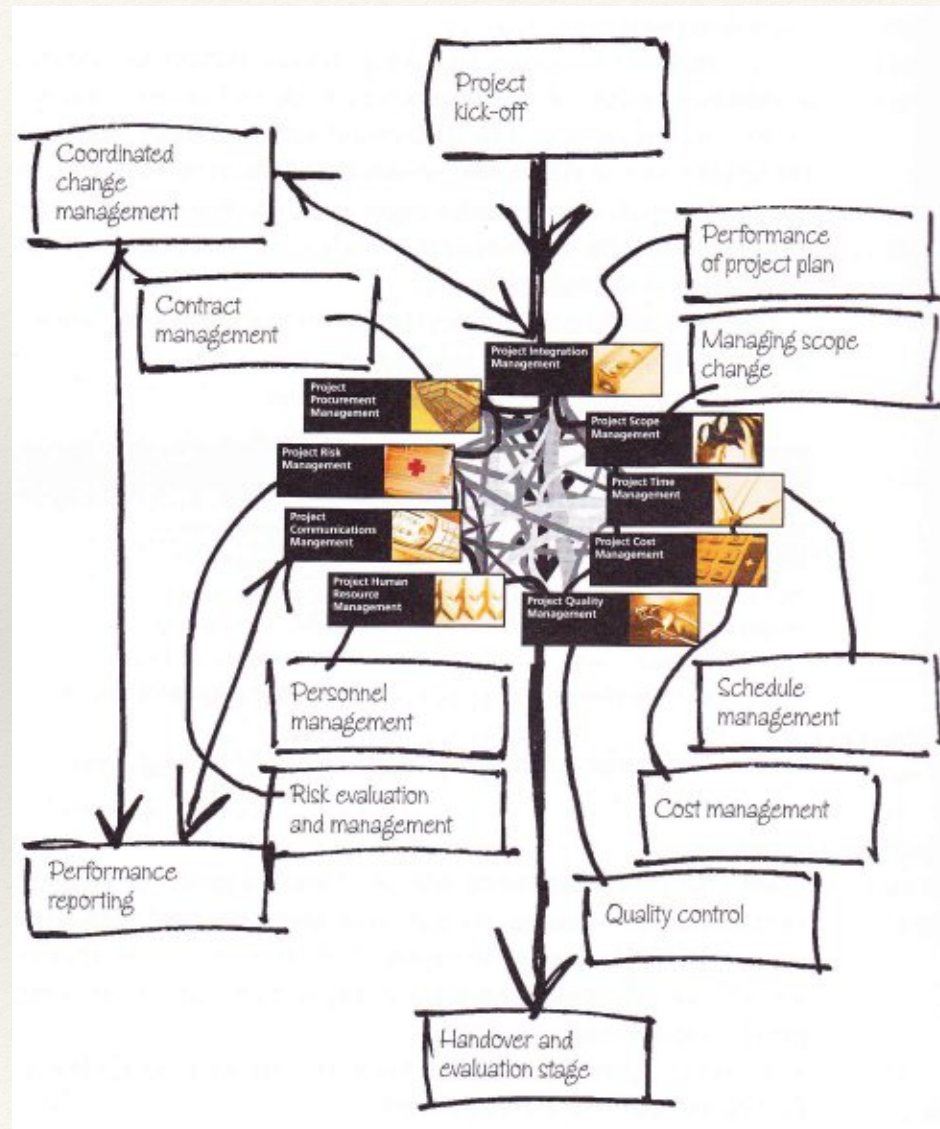 Project
kick-off
Coordinated
change
management
Performance
of project plan
Contract
management
Managing scope
change
Project Integration
Management
Project
Procurement
Management
Project Scope
Management
Project Risk
Management
Project Time
Management
Project
Communications
Mangement
Project Cost
Management
Project Human
Resource
Management
Project Quality
Management
Personnel
management
Schedule
management
Risk evaluation
and management
Cost management
Performance
reporting
Quality control
Handover and
evaluation stage